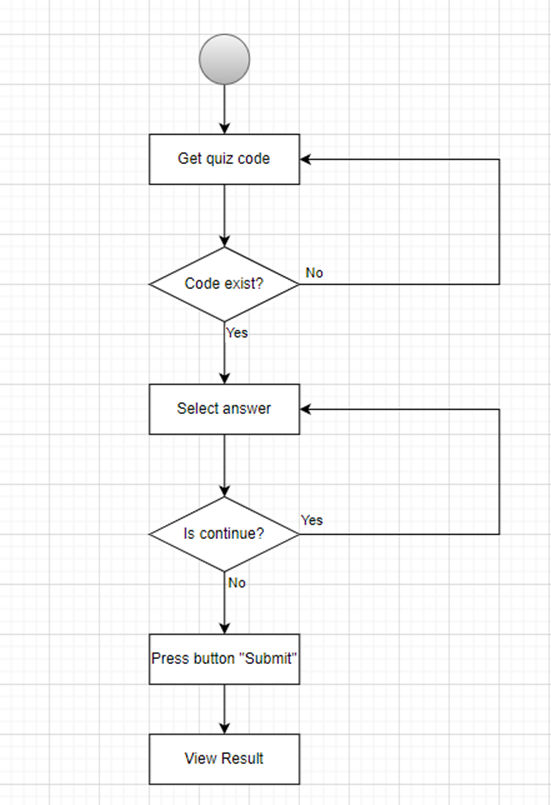 Get quiz code
Code exist?
No
Yes
Select answer
Is continue?
Yes
No
Press button "Submit"
View Result